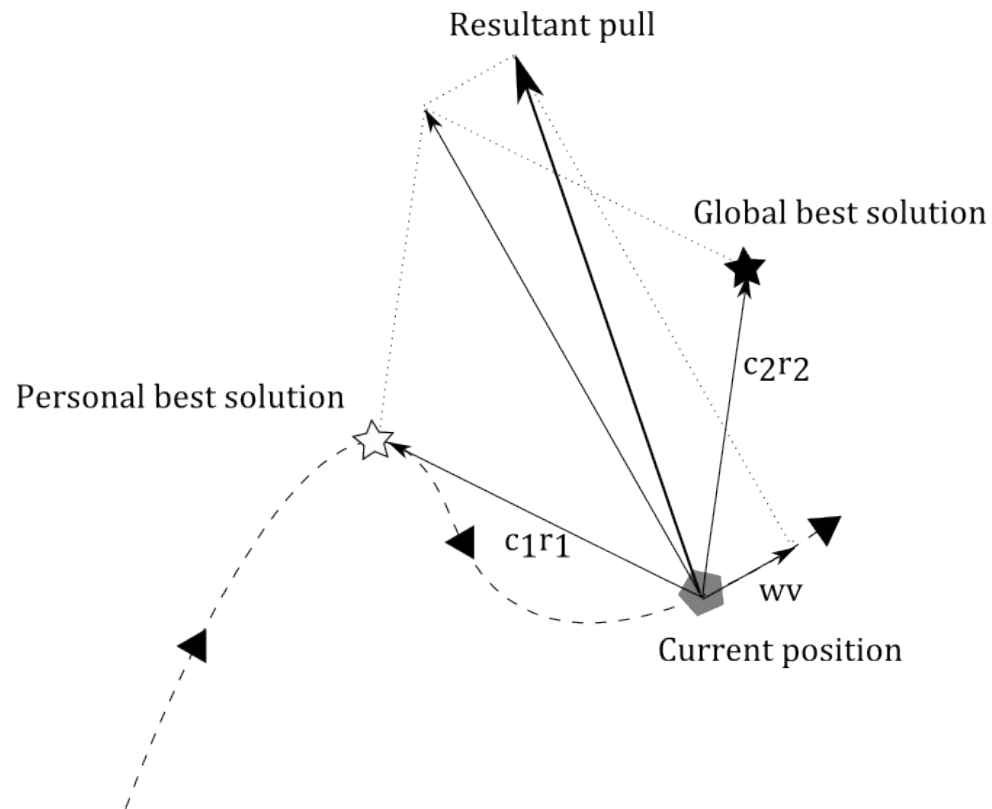 Resultant pull
Global best solution
c2r2
Personal best solution
c1r1
wv
Current position